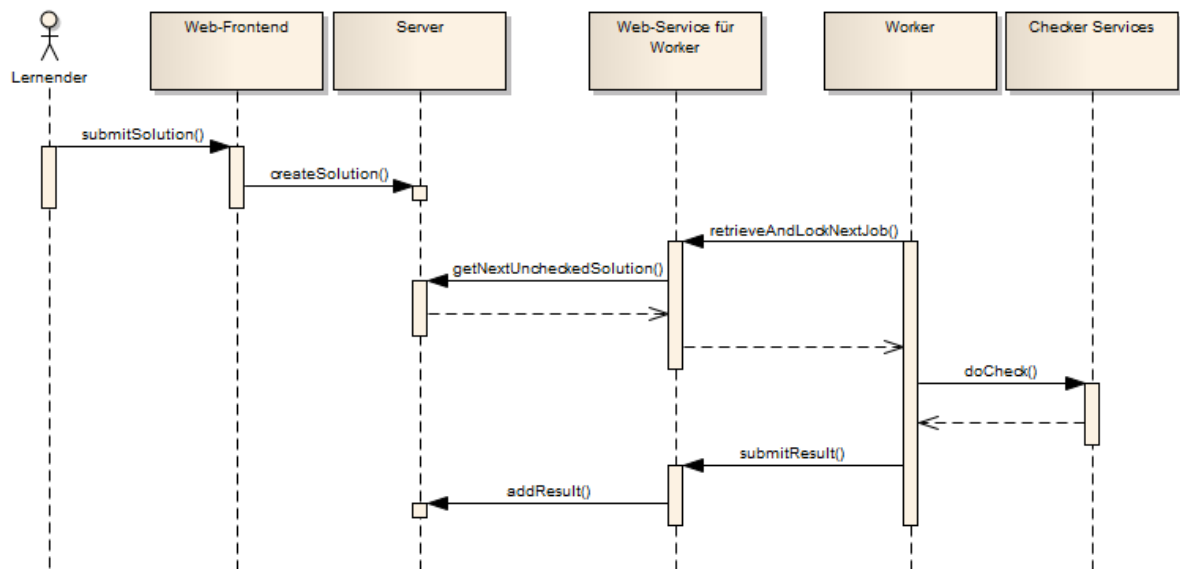 Web-Frontend
Server
Web-Service für
Worker
Worker
Checker Services
Lernender
submitSolution()
createSolution()
retrieveAndLockNextJob()
getNextUncheckedSolution()
doCheck()
submitResult()
addResult()